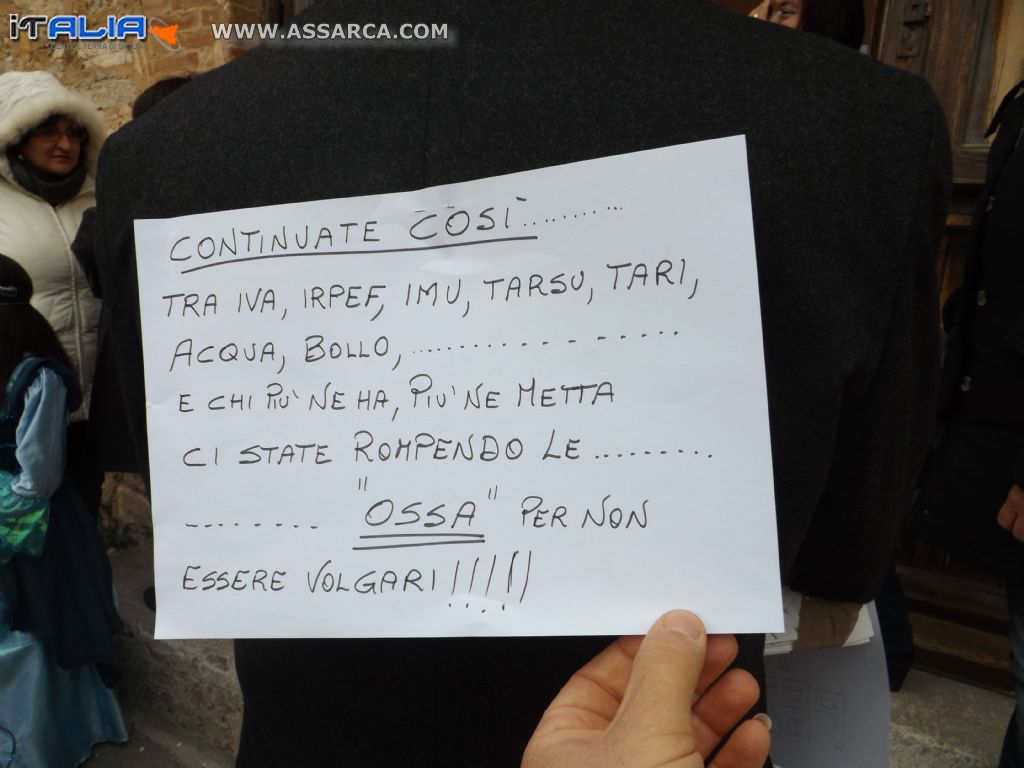 iTALIA
WWW.ASSARCA.COM
CONTINUATE COSÌ.........
TRA IVA, IRPEF, IMU, TARSU, TARI,
ACQUA, BOLLO, ................
E CHI PIU' NE HA, PIU' NE METTA
CI STATE ROMPENDO LE .........
........ "OSSA" PER NON
ESSERE VOLGARI!!!!!